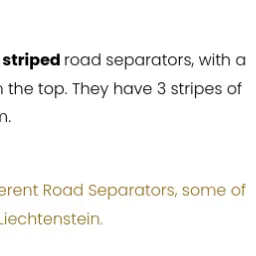 striped road separators, with a
the top. They have 3 stripes of
erent Road Separators, some of
Liechtenstein.